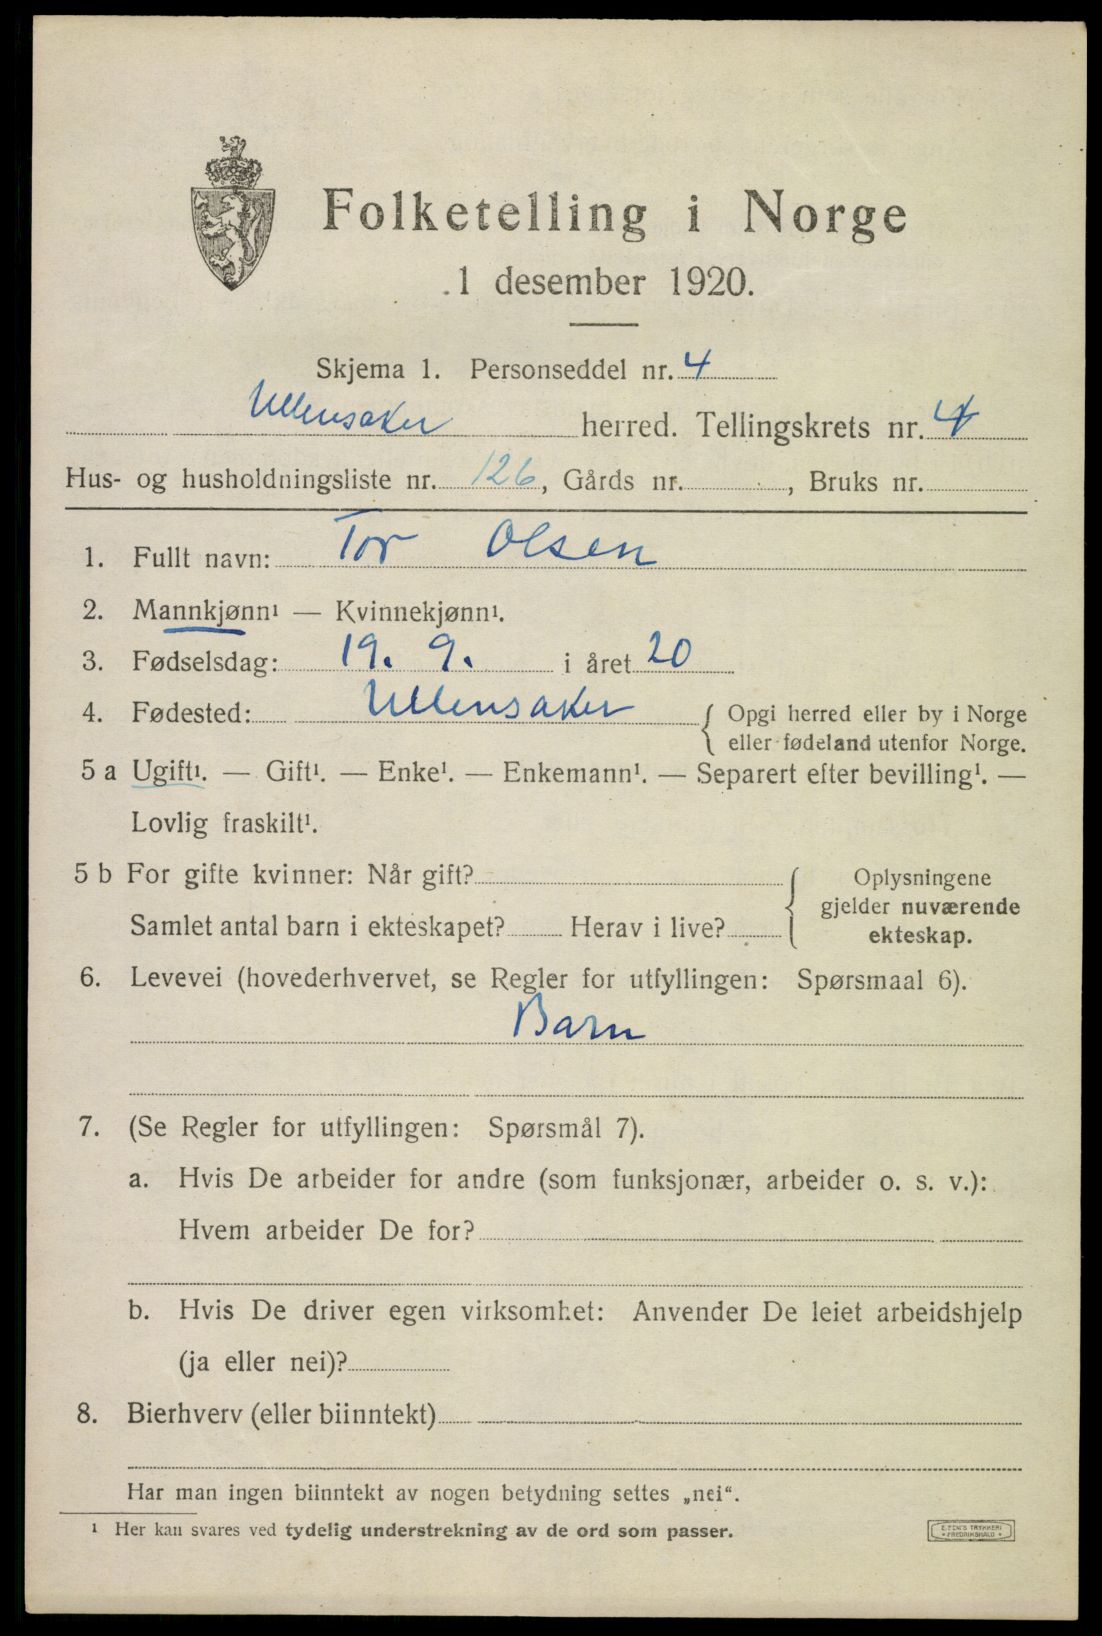 Folketelling i Norge
1 desember 1920.
Skjema 1. Personseddel nr. 4
Ullensaker herred. Tellingskrets nr. 4
Hus- og husholdningsliste nr. 126, Gårds nr. , Bruks nr.
1. Fullt navn: Tor Olsen
2. Mannkjønn¹ — Kvinnekjønn¹.
3. Fødselsdag: 19. 9. i året 20
4. Fødested: Ullensaker { Opgi herred eller by i Norge
eller fødeland utenfor Norge.
5 a Ugift¹. — Gift¹. — Enke¹. — Enkemann¹. — Separert efter bevilling¹. —
Lovlig fraskilt¹.
5 b For gifte kvinner: Når gift? { Oplysningene
gjelder nuværende
Samlet antal barn i ekteskapet? Herav i live?
ekteskap.
6. Levevei (hovederhvervet, se Regler for utfyllingen: Spørsmaal 6).
Barn
7. (Se Regler for utfyllingen: Spørsmål 7).
a. Hvis De arbeider for andre (som funksjonær, arbeider o. s. v.):
Hvem arbeider De for?
b. Hvis De driver egen virksomhet: Anvender De leiet arbeidshjelp
(ja eller nei)?
8. Bierhverv (eller biinntekt)
Har man ingen biinntekt av nogen betydning settes „nei“.
¹ Her kan svares ved tydelig understrekning av de ord som passer.
TRYKKERI
FREDRIKSHALD